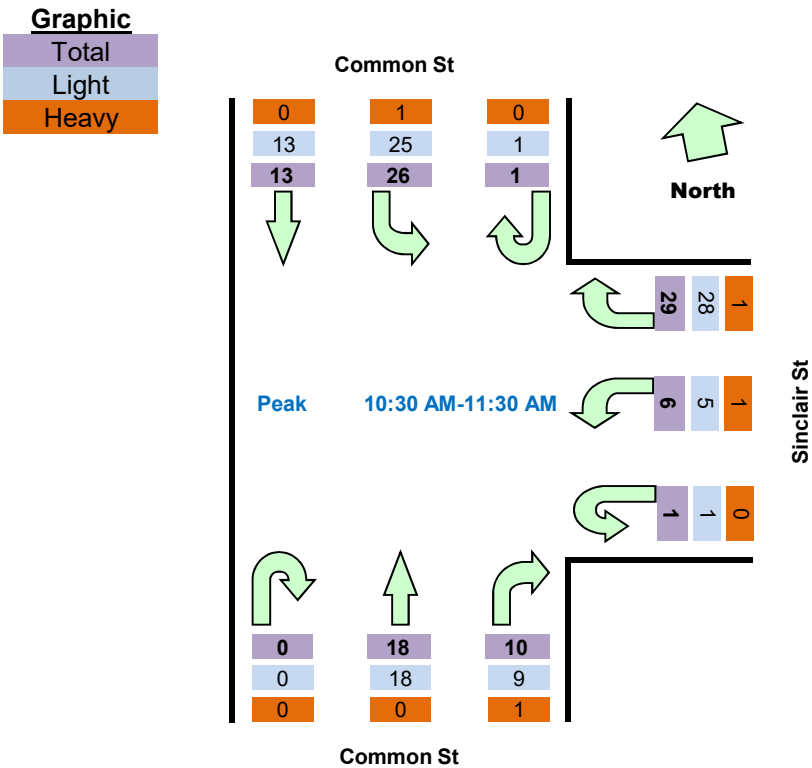 Graphic
Total
Light
Heavy
Common St
0 1 0
13 25 1
13 26 1
North
29 28 1
Peak 10:30 AM-11:30 AM
6 5 1
Sinclair St
1 1 0
0 18 10
0 18 9
0 0 1
Common St